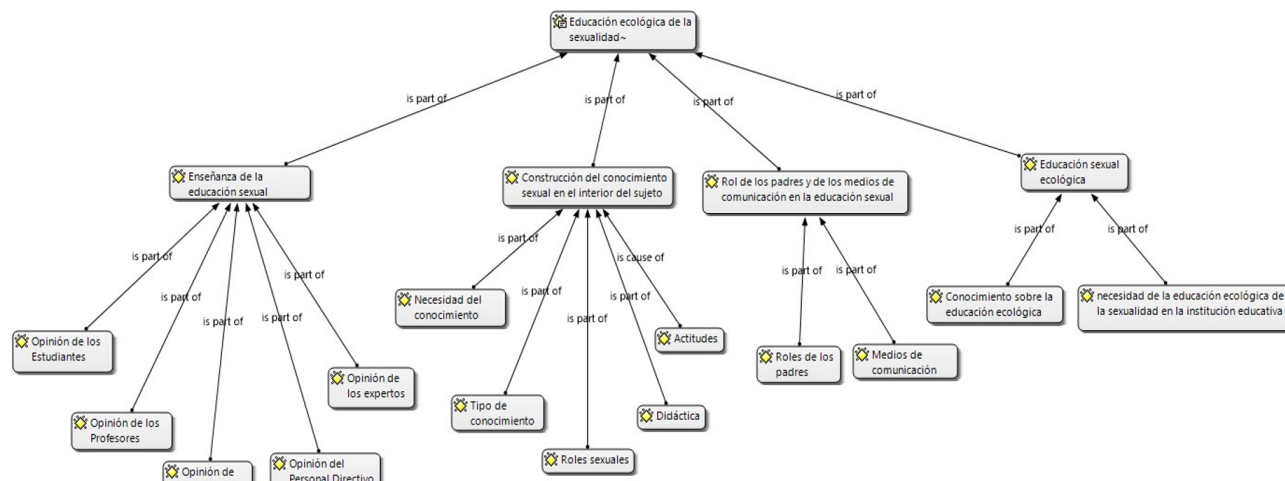 Educación ecológica de la
sexualidad~
is part of
is part of
is part of
is part of
Enseñanza de la
educación sexual
Construcción del conocimiento
sexual en el interior del sujeto
Rol de los padres y de los medios de
comunicación en la educación sexual
Educación sexual
ecológica
is part of
is part of
is part of
is part of
is part of
is part of
is cause of
is part of
is part of
is part of
is part of
is part of
is part of
is part of
Necesidad del
conocimiento
Conocimiento sobre la
educación ecológica
necesidad de la educación ecológica de
la sexualidad en la institución educativa
Opinión de los
Estudiantes
Actitudes
Roles de los
padres
Medios de
comunicación
Opinión de
los expertos
Tipo de
conocimiento
Didáctica
Opinión de los
Profesores
Roles sexuales
Opinión de
Opinión del
Personal Directivo